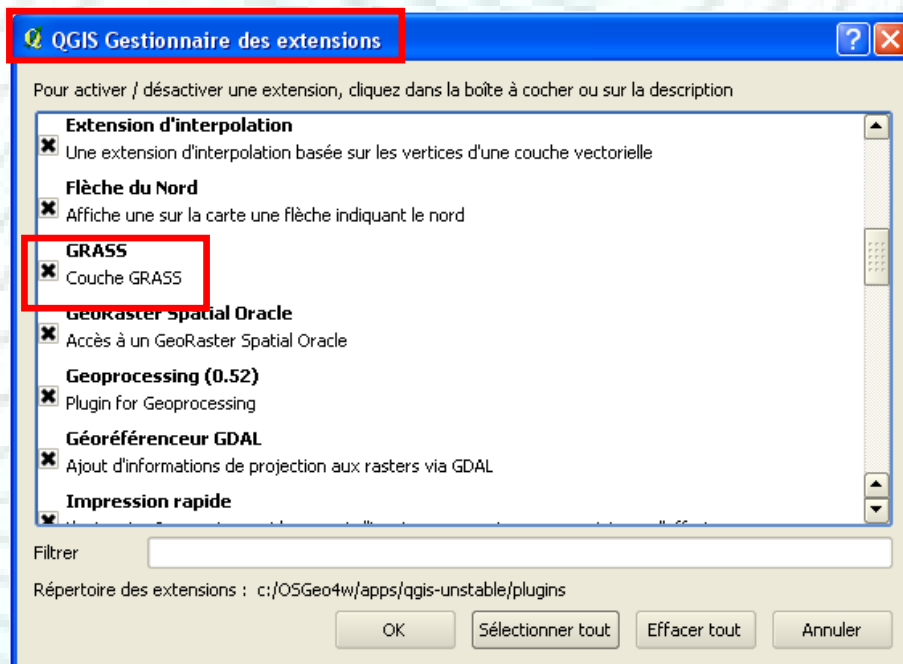 QGIS Gestionnaire des extensions
Pour activer / désactiver une extension, cliquez dans la boîte à cocher ou sur la description
Extension d'interpolation
Une extension d'interpolation basée sur les vertices d'une couche vectorielle
Flèche du Nord
Affiche une sur la carte une flèche indiquant le nord
GRASS
Couche GRASS
GeoRaster Spatial Oracle
Accès à un GeoRaster Spatial Oracle
Geoprocessing (0.52)
Plugin for Geoprocessing
Géoréférenceur GDAL
Ajout d'informations de projection aux rasters via GDAL
Impression rapide
Filtrer
Répertoire des extensions : c:/OSGeo4w/apps/qgis-unstable/plugins
OK
Sélectionner tout
Effacer tout
Annuler